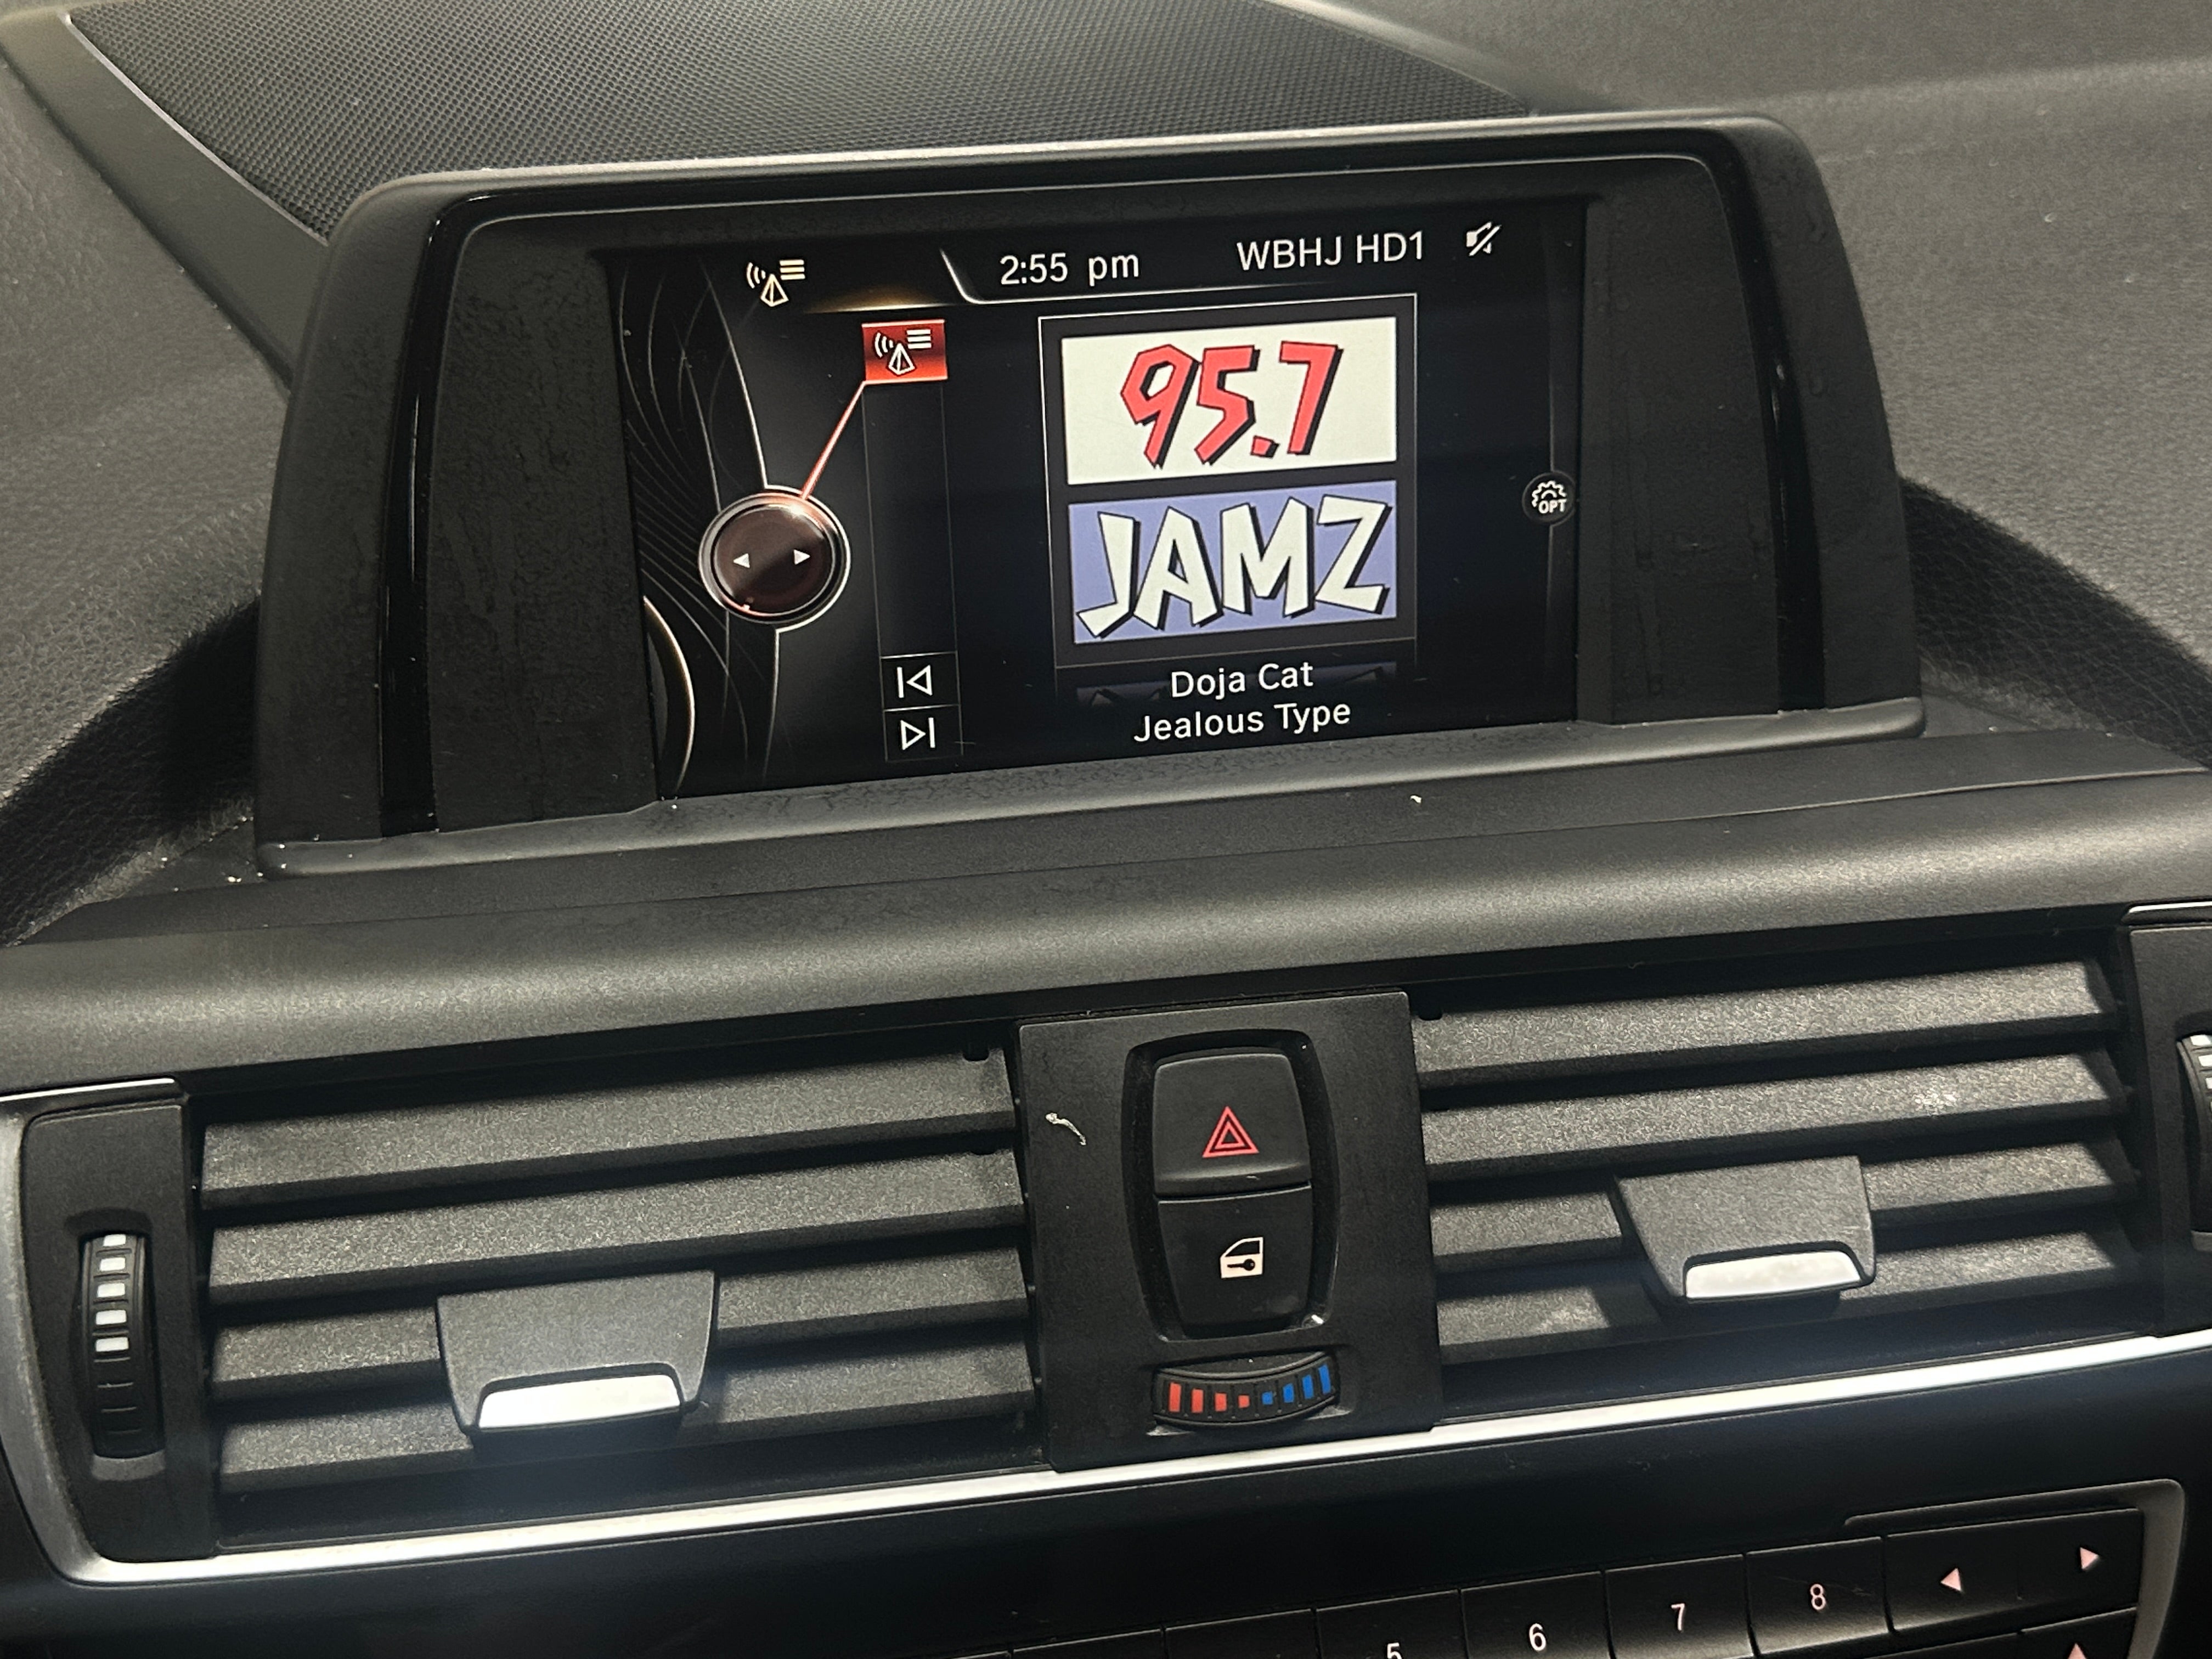 2:55 pm
WBHJ HD1
95.7
JAMZ
OPT
Doja Cat
Jealous Type
5
6
7
8